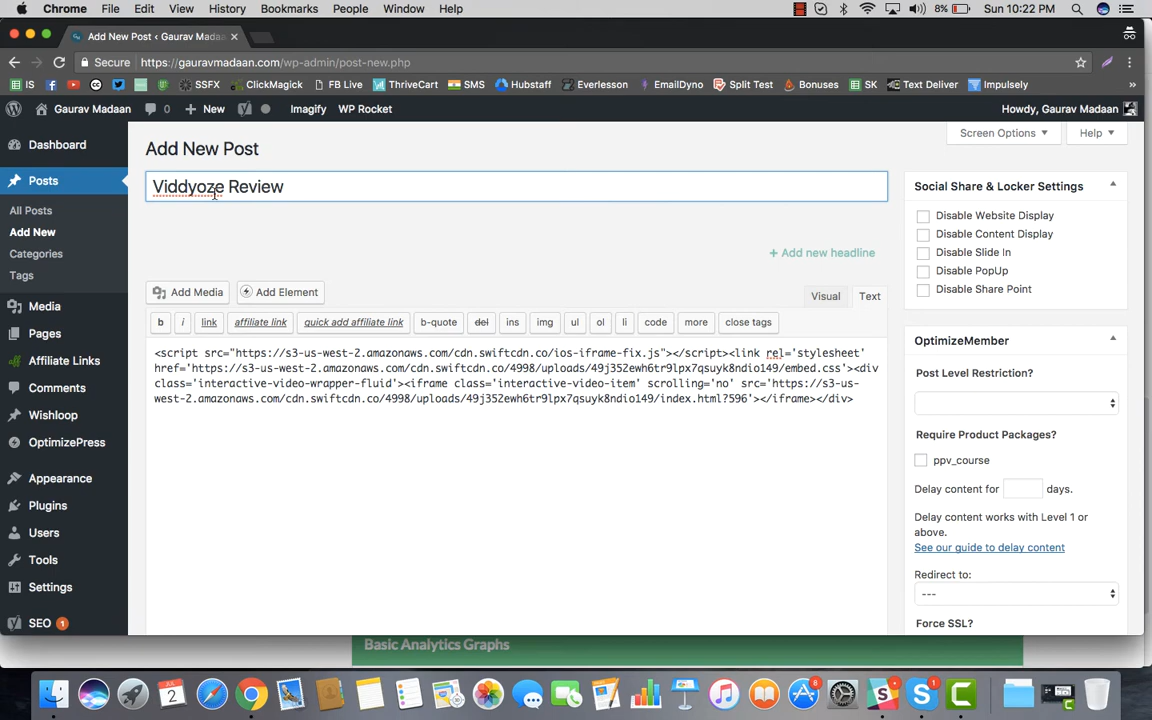 Chrome File Edit View History Bookmarks People Window Help 8% Sun 10:22 PM
Add New Post ‹ Gaurav Madaan
Secure https://gauravmadaan.com/wp-admin/post-new.php
IS SSFX ClickMagick FB Live ThriveCart SMS Hubstaff Everlesson EmailDyno Split Test Bonuses SK Text Deliver Impulsely »
Gaurav Madaan 0 New Imagify WP Rocket Howdy, Gaurav Madaan
Screen Options Help
Dashboard
Posts
All Posts
Add New
Categories
Tags
Media
Pages
Affiliate Links
Comments
Wishloop
OptimizePress
Appearance
Plugins
Users
Tools
Settings
SEO 1
Add New Post
Viddyoze Review
+ Add new headline
Add Media Add Element Visual Text
b i link affiliate link quick add affiliate link b-quote del ins img ul ol li code more close tags
<script src="https://s3-us-west-2.amazonaws.com/cdn.swiftcdn.co/ios-iframe-fix.js"></script><link rel='stylesheet'
href='https://s3-us-west-2.amazonaws.com/cdn.swiftcdn.co/4998/uploads/49j352ewh6tr9lpx7qsuyk8ndio149/embed.css'><div
class='interactive-video-wrapper-fluid'><iframe class='interactive-video-item' scrolling='no' src='https://s3-us-
west-2.amazonaws.com/cdn.swiftcdn.co/4998/uploads/49j352ewh6tr9lpx7qsuyk8ndio149/index.html?596'></iframe></div>
Social Share & Locker Settings
Disable Website Display
Disable Content Display
Disable Slide In
Disable PopUp
Disable Share Point
OptimizeMember
Post Level Restriction?
Require Product Packages?
ppv_course
Delay content for days.
Delay content works with Level 1 or
above.
See our guide to delay content
Redirect to:
---
Force SSL?
Basic Analytics Graphs
2
8
1